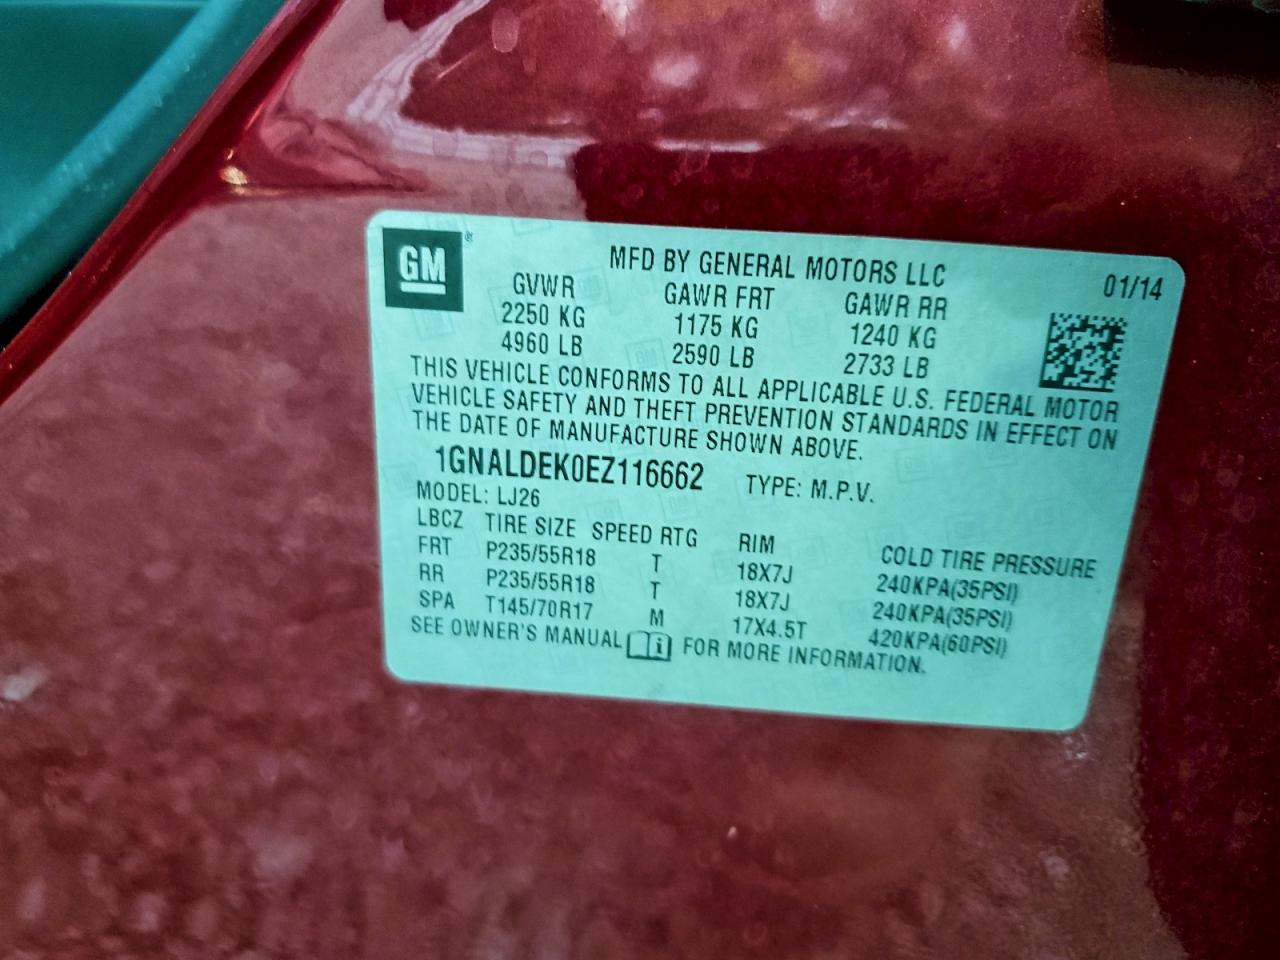 GM®
MFD BY GENERAL MOTORS LLC 01/14
GVWR GAWR FRT GAWR RR
2250 KG 1175 KG 1240 KG
4960 LB 2590 LB 2733 LB
THIS VEHICLE CONFORMS TO ALL APPLICABLE U.S. FEDERAL MOTOR
VEHICLE SAFETY AND THEFT PREVENTION STANDARDS IN EFFECT ON
THE DATE OF MANUFACTURE SHOWN ABOVE.
1GNALDEK0EZ116662 TYPE: M.P.V.
MODEL: LJ26
LBCZ TIRE SIZE SPEED RTG RIM COLD TIRE PRESSURE
FRT P235/55R18 T 18X7J 240KPA(35PSI)
RR P235/55R18 T 18X7J 240KPA(35PSI)
SPA T145/70R17 M 17X4.5T 420KPA(60PSI)
SEE OWNER'S MANUAL i FOR MORE INFORMATION.